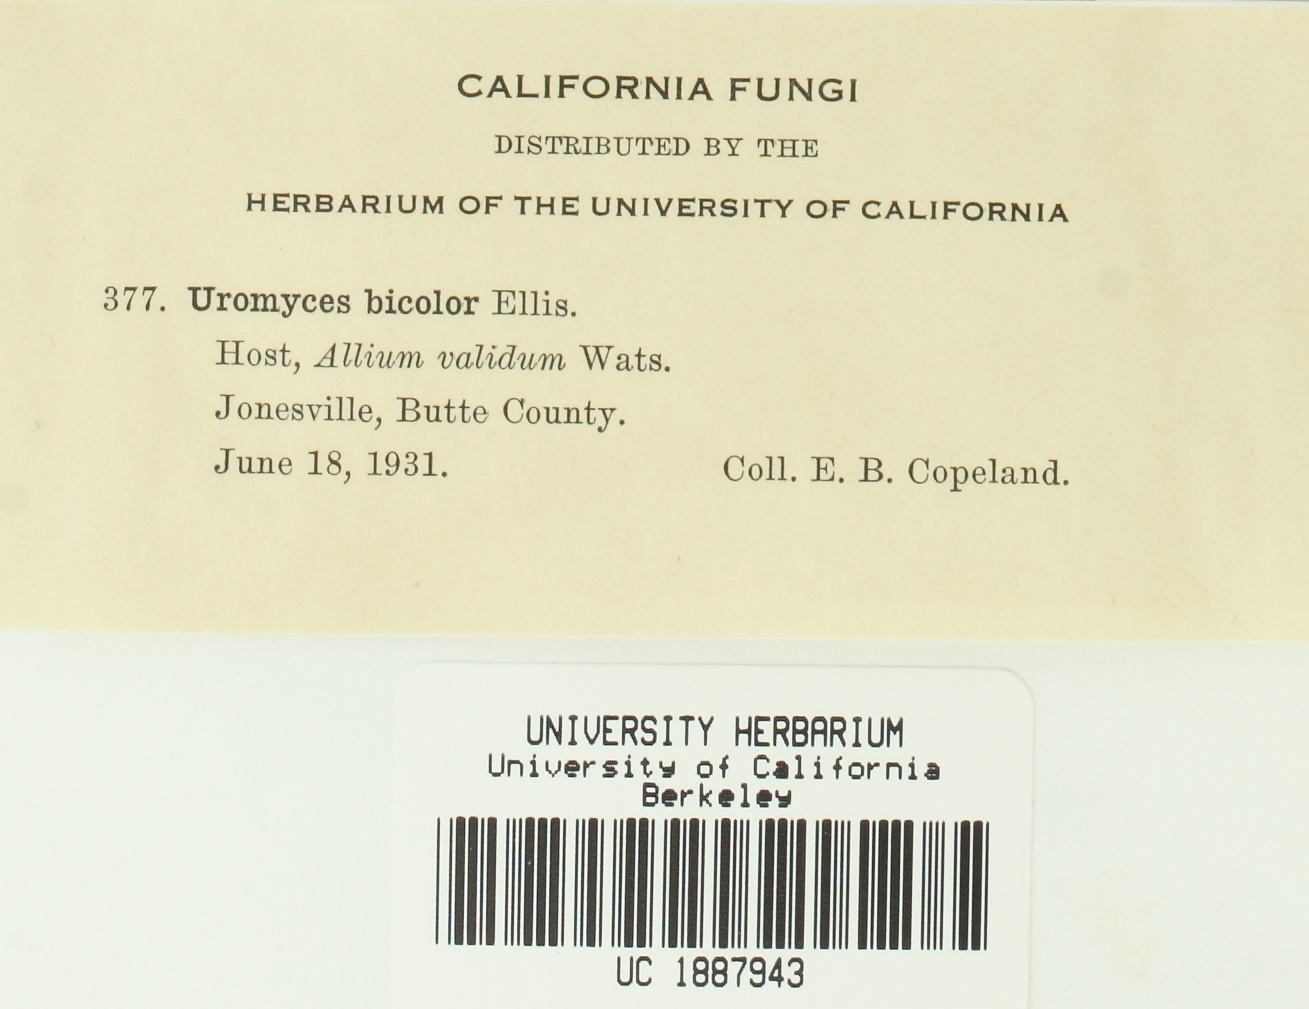 CALIFORNIA FUNGI
DISTRIBUTED BY THE
HERBARIUM OF THE UNIVERSITY OF CALIFORNIA
377. Uromyces bicolor Ellis.
Host, Allium validum Wats.
Jonesville, Butte County.
June 18, 1931. Coll. E. B. Copeland.
UNIVERSITY HERBARIUM
University of California
Berkeley
UC 1887943